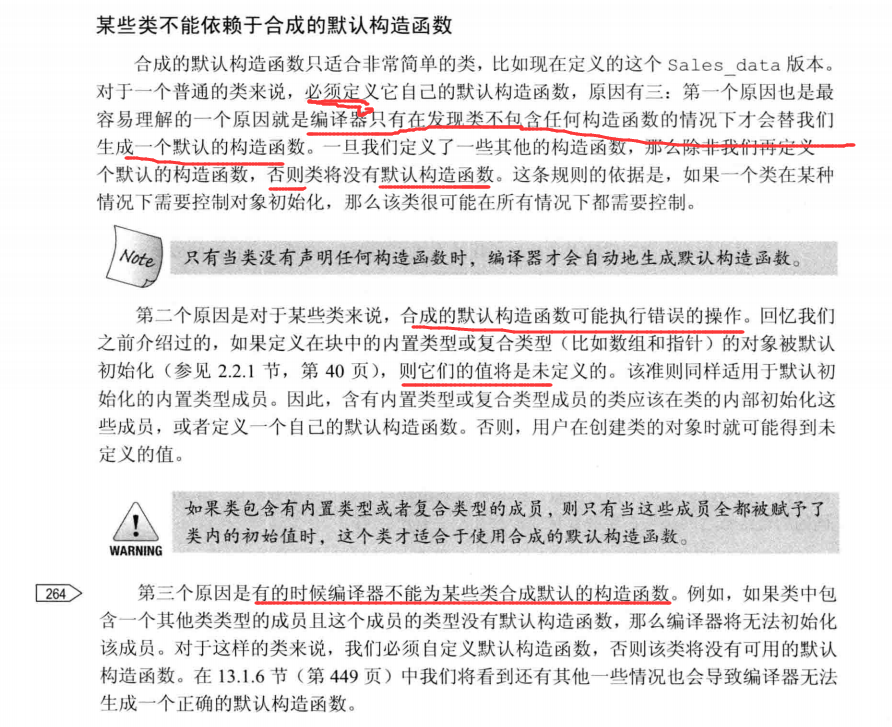 某些类不能依赖于合成的默认构造函数
合成的默认构造函数只适合非常简单的类，比如现在定义的这个 Sales_data 版本。
对于一个普通的类来说，必须定义它自己的默认构造函数，原因有三：第一个原因也是最
容易理解的一个原因就是编译器只有在发现类不包含任何构造函数的情况下才会替我们
生成一个默认的构造函数。一旦我们定义了一些其他的构造函数，那么除非我们再定义一
个默认的构造函数，否则类将没有默认构造函数。这条规则的依据是，如果一个类在某种
情况下需要控制对象初始化，那么该类很可能在所有情况下都需要控制。
Note
只有当类没有声明任何构造函数时，编译器才会自动地生成默认构造函数。
第二个原因是对于某些类来说，合成的默认构造函数可能执行错误的操作。回忆我们
之前介绍过的，如果定义在块中的内置类型或复合类型（比如数组和指针）的对象被默认
初始化（参见 2.2.1 节，第 40 页），则它们的值将是未定义的。该准则同样适用于默认初
始化的内置类型成员。因此，含有内置类型或复合类型成员的类应该在类的内部初始化这
些成员，或者定义一个自己的默认构造函数。否则，用户在创建类的对象时就可能得到未
定义的值。
WARNING
如果类包含有内置类型或者复合类型的成员，则只有当这些成员全都被赋予了
类内的初始值时，这个类才适合于使用合成的默认构造函数。
264
第三个原因是有的时候编译器不能为某些类合成默认的构造函数。例如，如果类中包
含一个其他类类型的成员且这个成员的类型没有默认构造函数，那么编译器将无法初始化
该成员。对于这样的类来说，我们必须自定义默认构造函数，否则该类将没有可用的默认
构造函数。在 13.1.6 节（第 449 页）中我们将看到还有其他一些情况也会导致编译器无法
生成一个正确的默认构造函数。